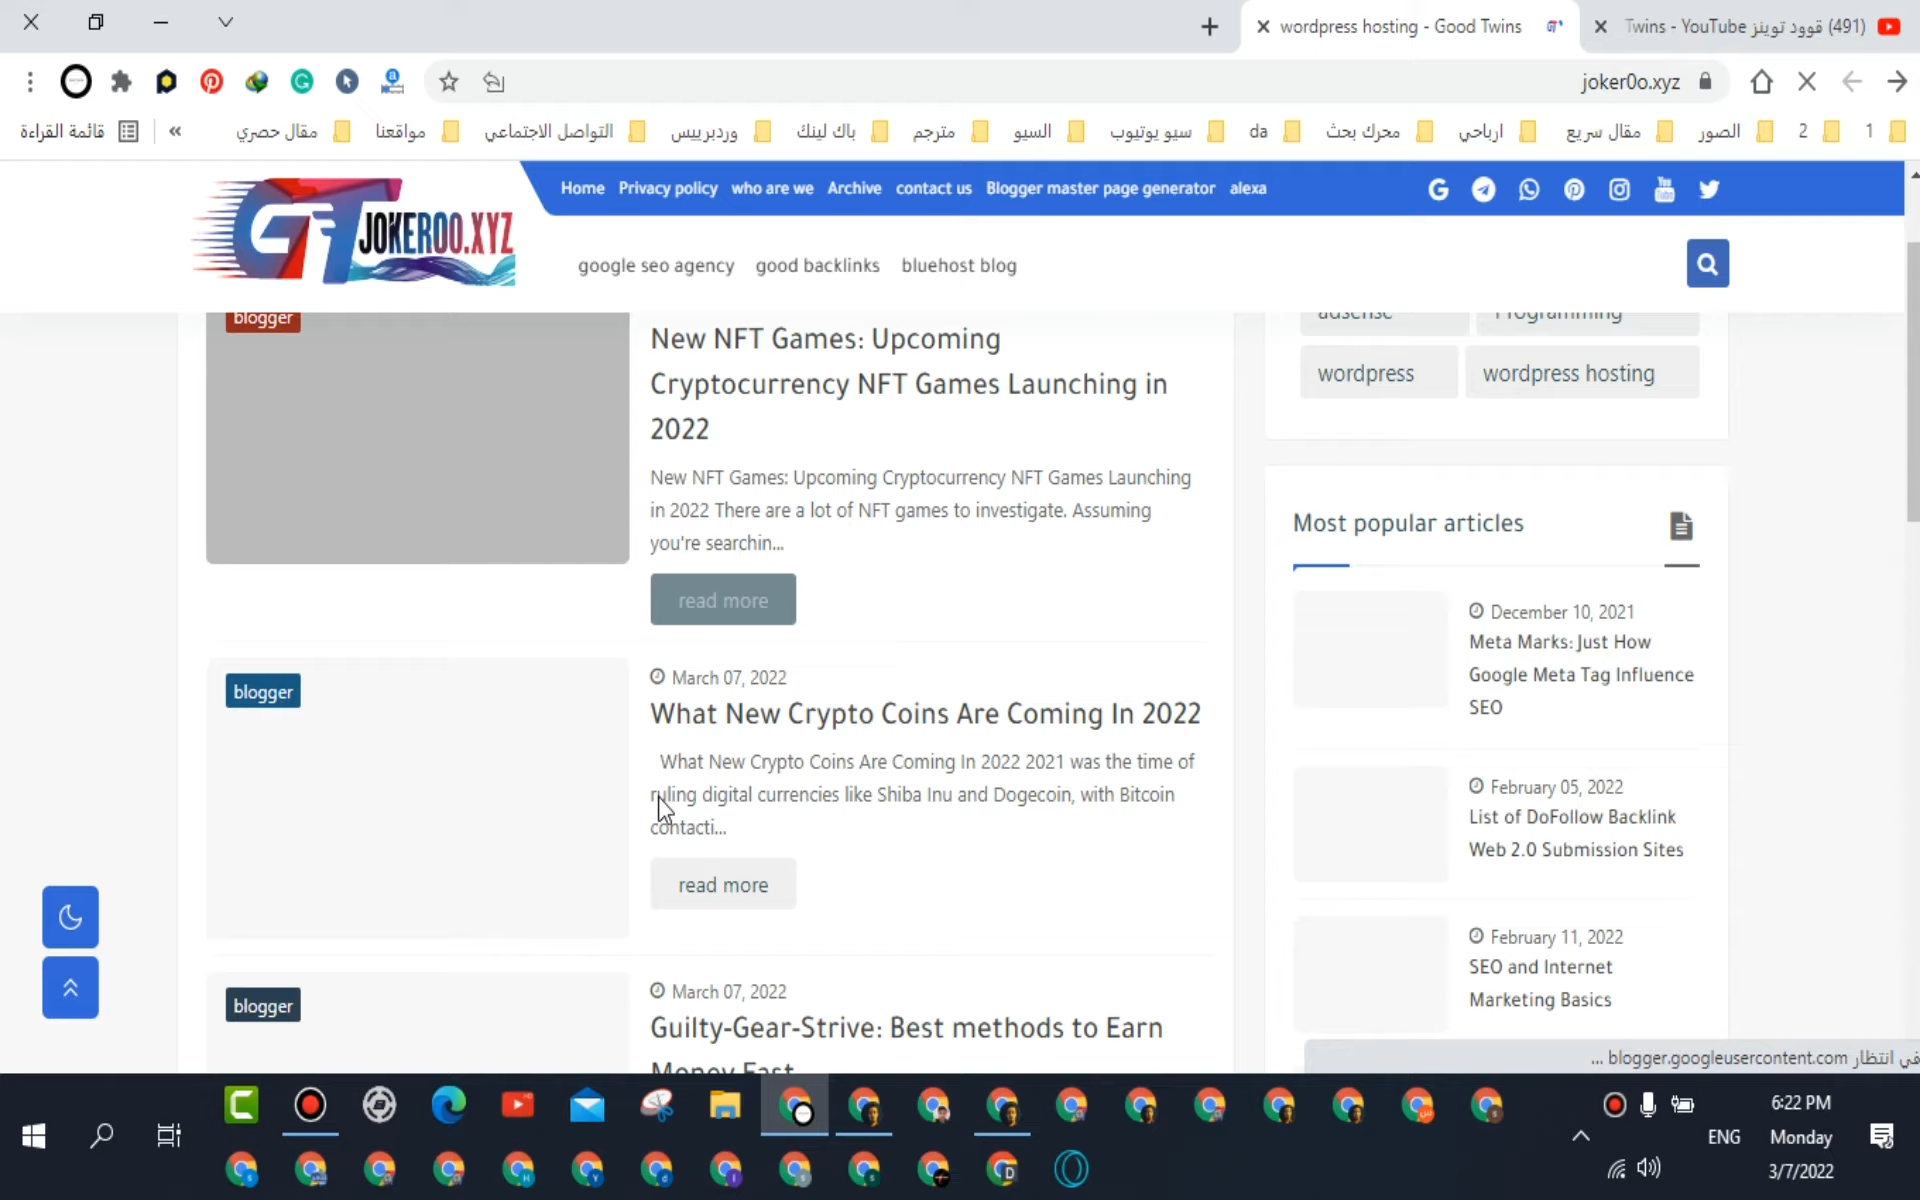 wordpress hosting - Good Twins
(491) قوود توينز Twins - YouTube
joker0o.xyz
قائمة القراءة
«
مقال حصري
مواقعنا
التواصل الاجتماعي
وردبرييس
باك لينك
مترجم
السيو
سيو يوتيوب
da
محرك بحث
ارباحي
مقال سريع
الصور
2
1
GT JOKEROO.XYZ
Home Privacy policy who are we Archive contact us Blogger master page generator alexa
google seo agency good backlinks bluehost blog
blogger
New NFT Games: Upcoming
Cryptocurrency NFT Games Launching in
2022
New NFT Games: Upcoming Cryptocurrency NFT Games Launching
in 2022 There are a lot of NFT games to investigate. Assuming
you're searchin...
read more
blogger
March 07, 2022
What New Crypto Coins Are Coming In 2022
What New Crypto Coins Are Coming In 2022 2021 was the time of
ruling digital currencies like Shiba Inu and Dogecoin, with Bitcoin
contacti...
read more
blogger
March 07, 2022
Guilty-Gear-Strive: Best methods to Earn
Money Fast
adsense Programming
wordpress wordpress hosting
Most popular articles
December 10, 2021
Meta Marks: Just How
Google Meta Tag Influence
SEO
February 05, 2022
List of DoFollow Backlink
Web 2.0 Submission Sites
February 11, 2022
SEO and Internet
Marketing Basics
في انتظار blogger.googleusercontent.com ...
6:22 PM
ENG Monday
3/7/2022